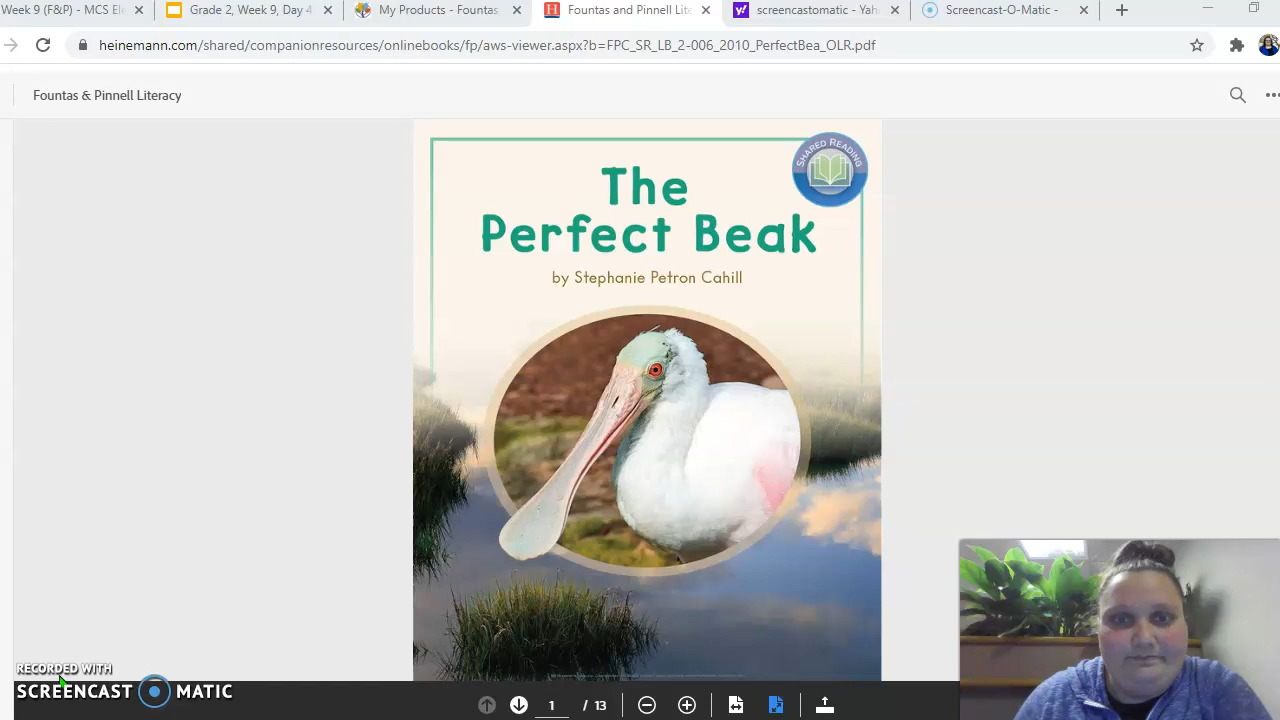 Week 9 (F&P) - MCS Ele
Grade 2, Week 9, Day 4
My Products - Fountas
Fountas and Pinnell Lite
screencastomatic - Yah
Screencast-O-Matic -
heinemann.com/shared/companionresources/onlinebooks/fp/aws-viewer.aspx?b=FPC_SR_LB_2-006_2010_PerfectBea_OLR.pdf
Fountas & Pinnell Literacy
SHARED READING
The
Perfect Beak
by Stephanie Petron Cahill
RECORDED WITH
SCREENCAST MATIC
1 / 13